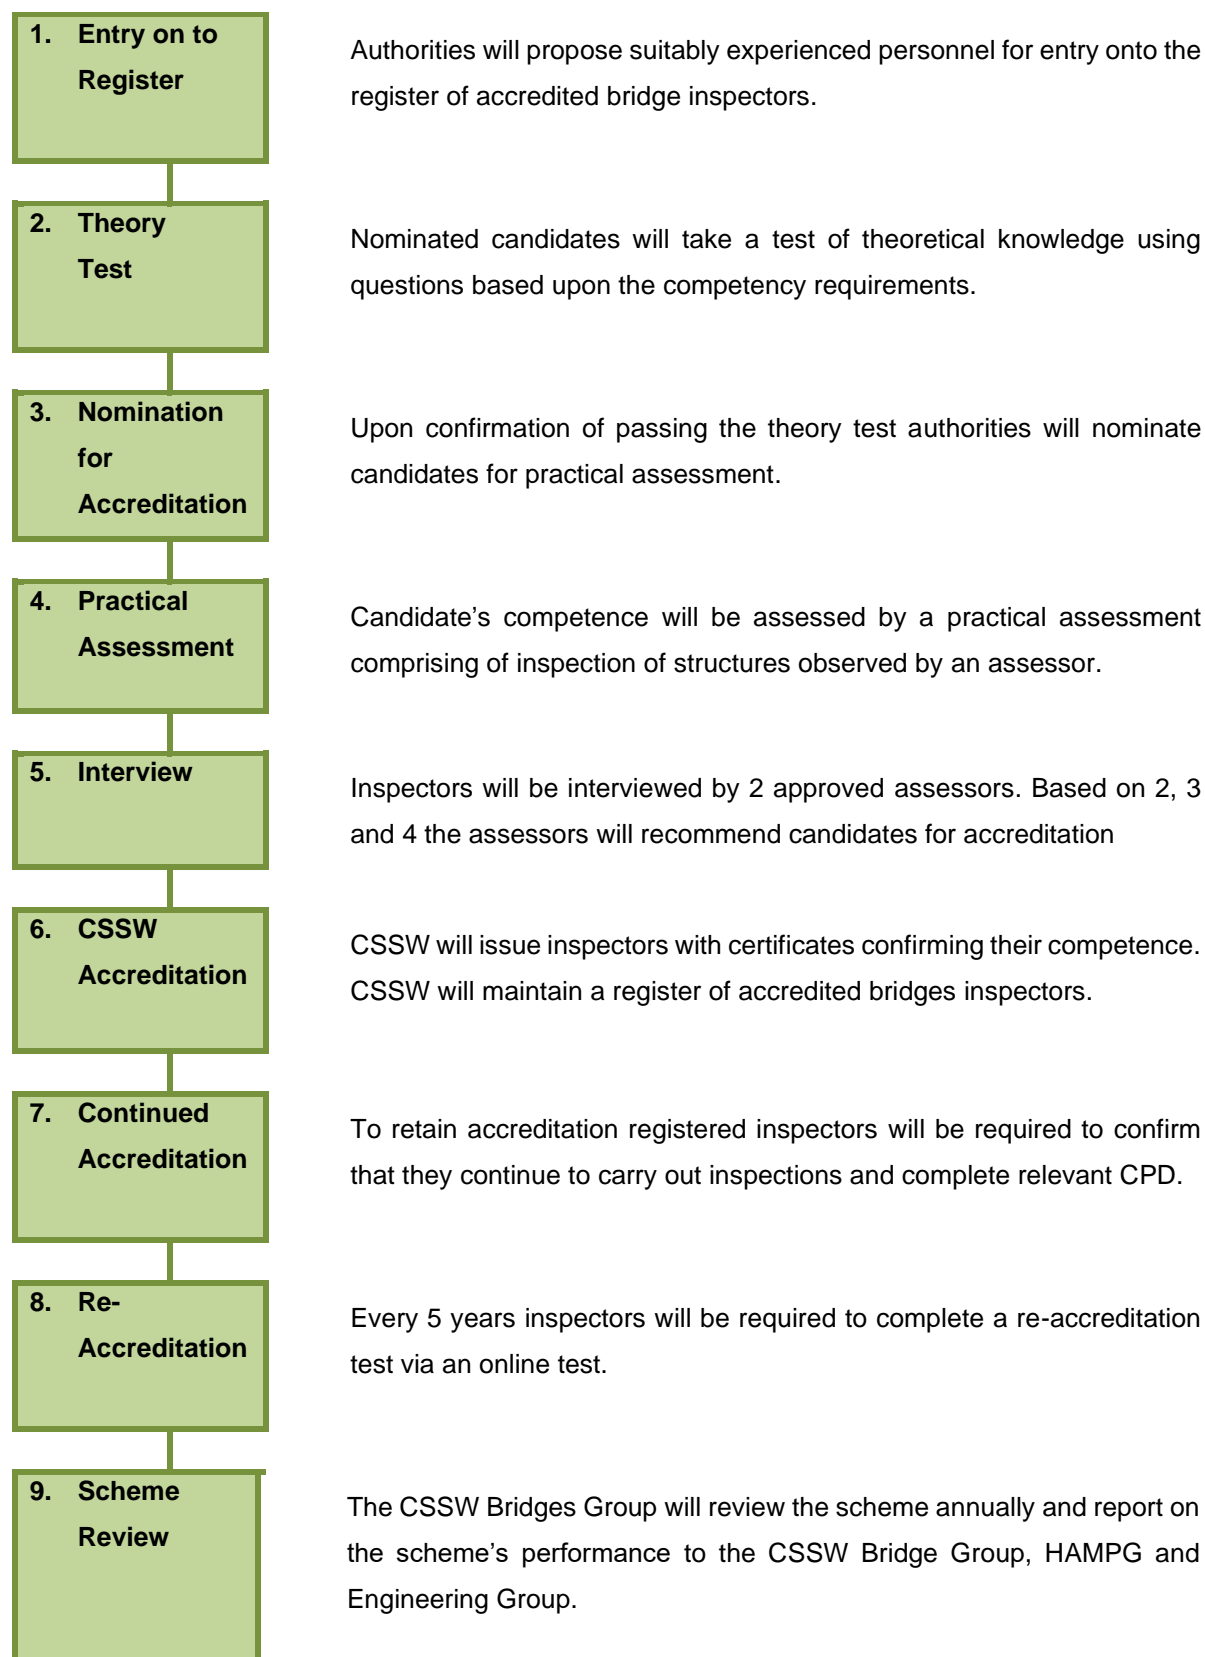 1. Entry on to
Register
Authorities will propose suitably experienced personnel for entry onto the
register of accredited bridge inspectors.
2. Theory
Test
Nominated candidates will take a test of theoretical knowledge using
questions based upon the competency requirements.
3. Nomination
for
Accreditation
Upon confirmation of passing the theory test authorities will nominate
candidates for practical assessment.
4. Practical
Assessment
Candidate’s competence will be assessed by a practical assessment
comprising of inspection of structures observed by an assessor.
5. Interview
Inspectors will be interviewed by 2 approved assessors. Based on 2, 3
and 4 the assessors will recommend candidates for accreditation
6. CSSW
Accreditation
CSSW will issue inspectors with certificates confirming their competence.
CSSW will maintain a register of accredited bridges inspectors.
7. Continued
Accreditation
To retain accreditation registered inspectors will be required to confirm
that they continue to carry out inspections and complete relevant CPD.
8. Re-
Accreditation
Every 5 years inspectors will be required to complete a re-accreditation
test via an online test.
9. Scheme
Review
The CSSW Bridges Group will review the scheme annually and report on
the scheme’s performance to the CSSW Bridge Group, HAMPG and
Engineering Group.